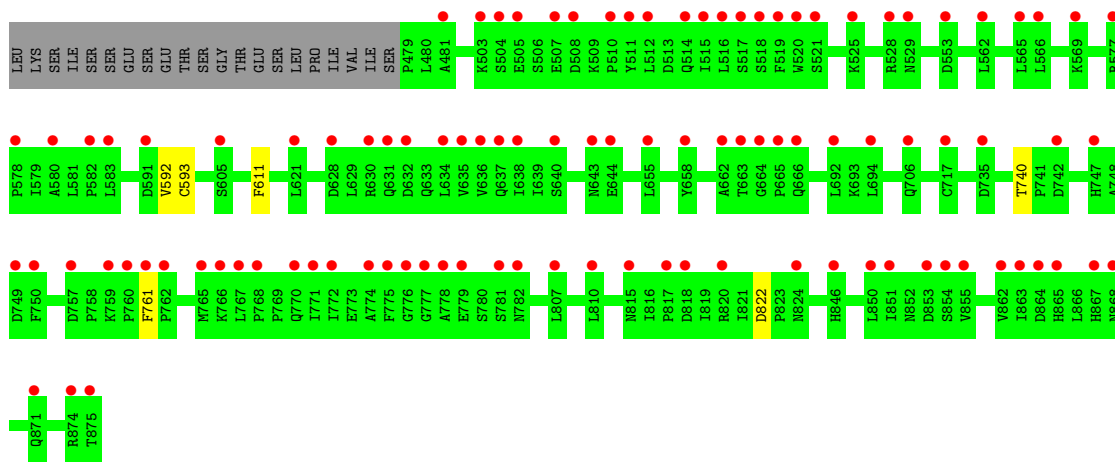 LEU LYS SER ILE SER SER GLU SER GLU THR SER GLY THR GLU SER LEU PRO ILE VAL ILE SER P479 L480 A481 K503 S504 E505 S506 E507 D508 K509 P510 Y511 L512 D513 Q514 I515 L516 S517 S518 F519 W520 S521 K525 R528 N529 D553 L562 L565 L566 K569 R577
P578 I579 A580 L581 P582 L583 D591 V592 C593 S605 F611 L621 D628 L629 R630 Q631 D632 Q633 L634 V635 V636 Q637 I638 I639 S640 N643 E644 L655 Y658 A662 T663 G664 P665 Q666 L692 K693 L694 Q706 C717 D735 T740 P741 D742 H747 A748
D749 F750 D757 P758 K759 P760 F761 P762 M765 K766 L767 P768 P769 Q770 I771 I772 E773 A774 F775 G776 G777 A778 E779 S780 S781 N782 L807 L810 N815 I816 P817 D818 I819 R820 I821 D822 P823 N824 H846 L850 I851 N852 D853 S854 V855 V862 I863 D864 H865 L866 H867 N868
Q871 R874 T875